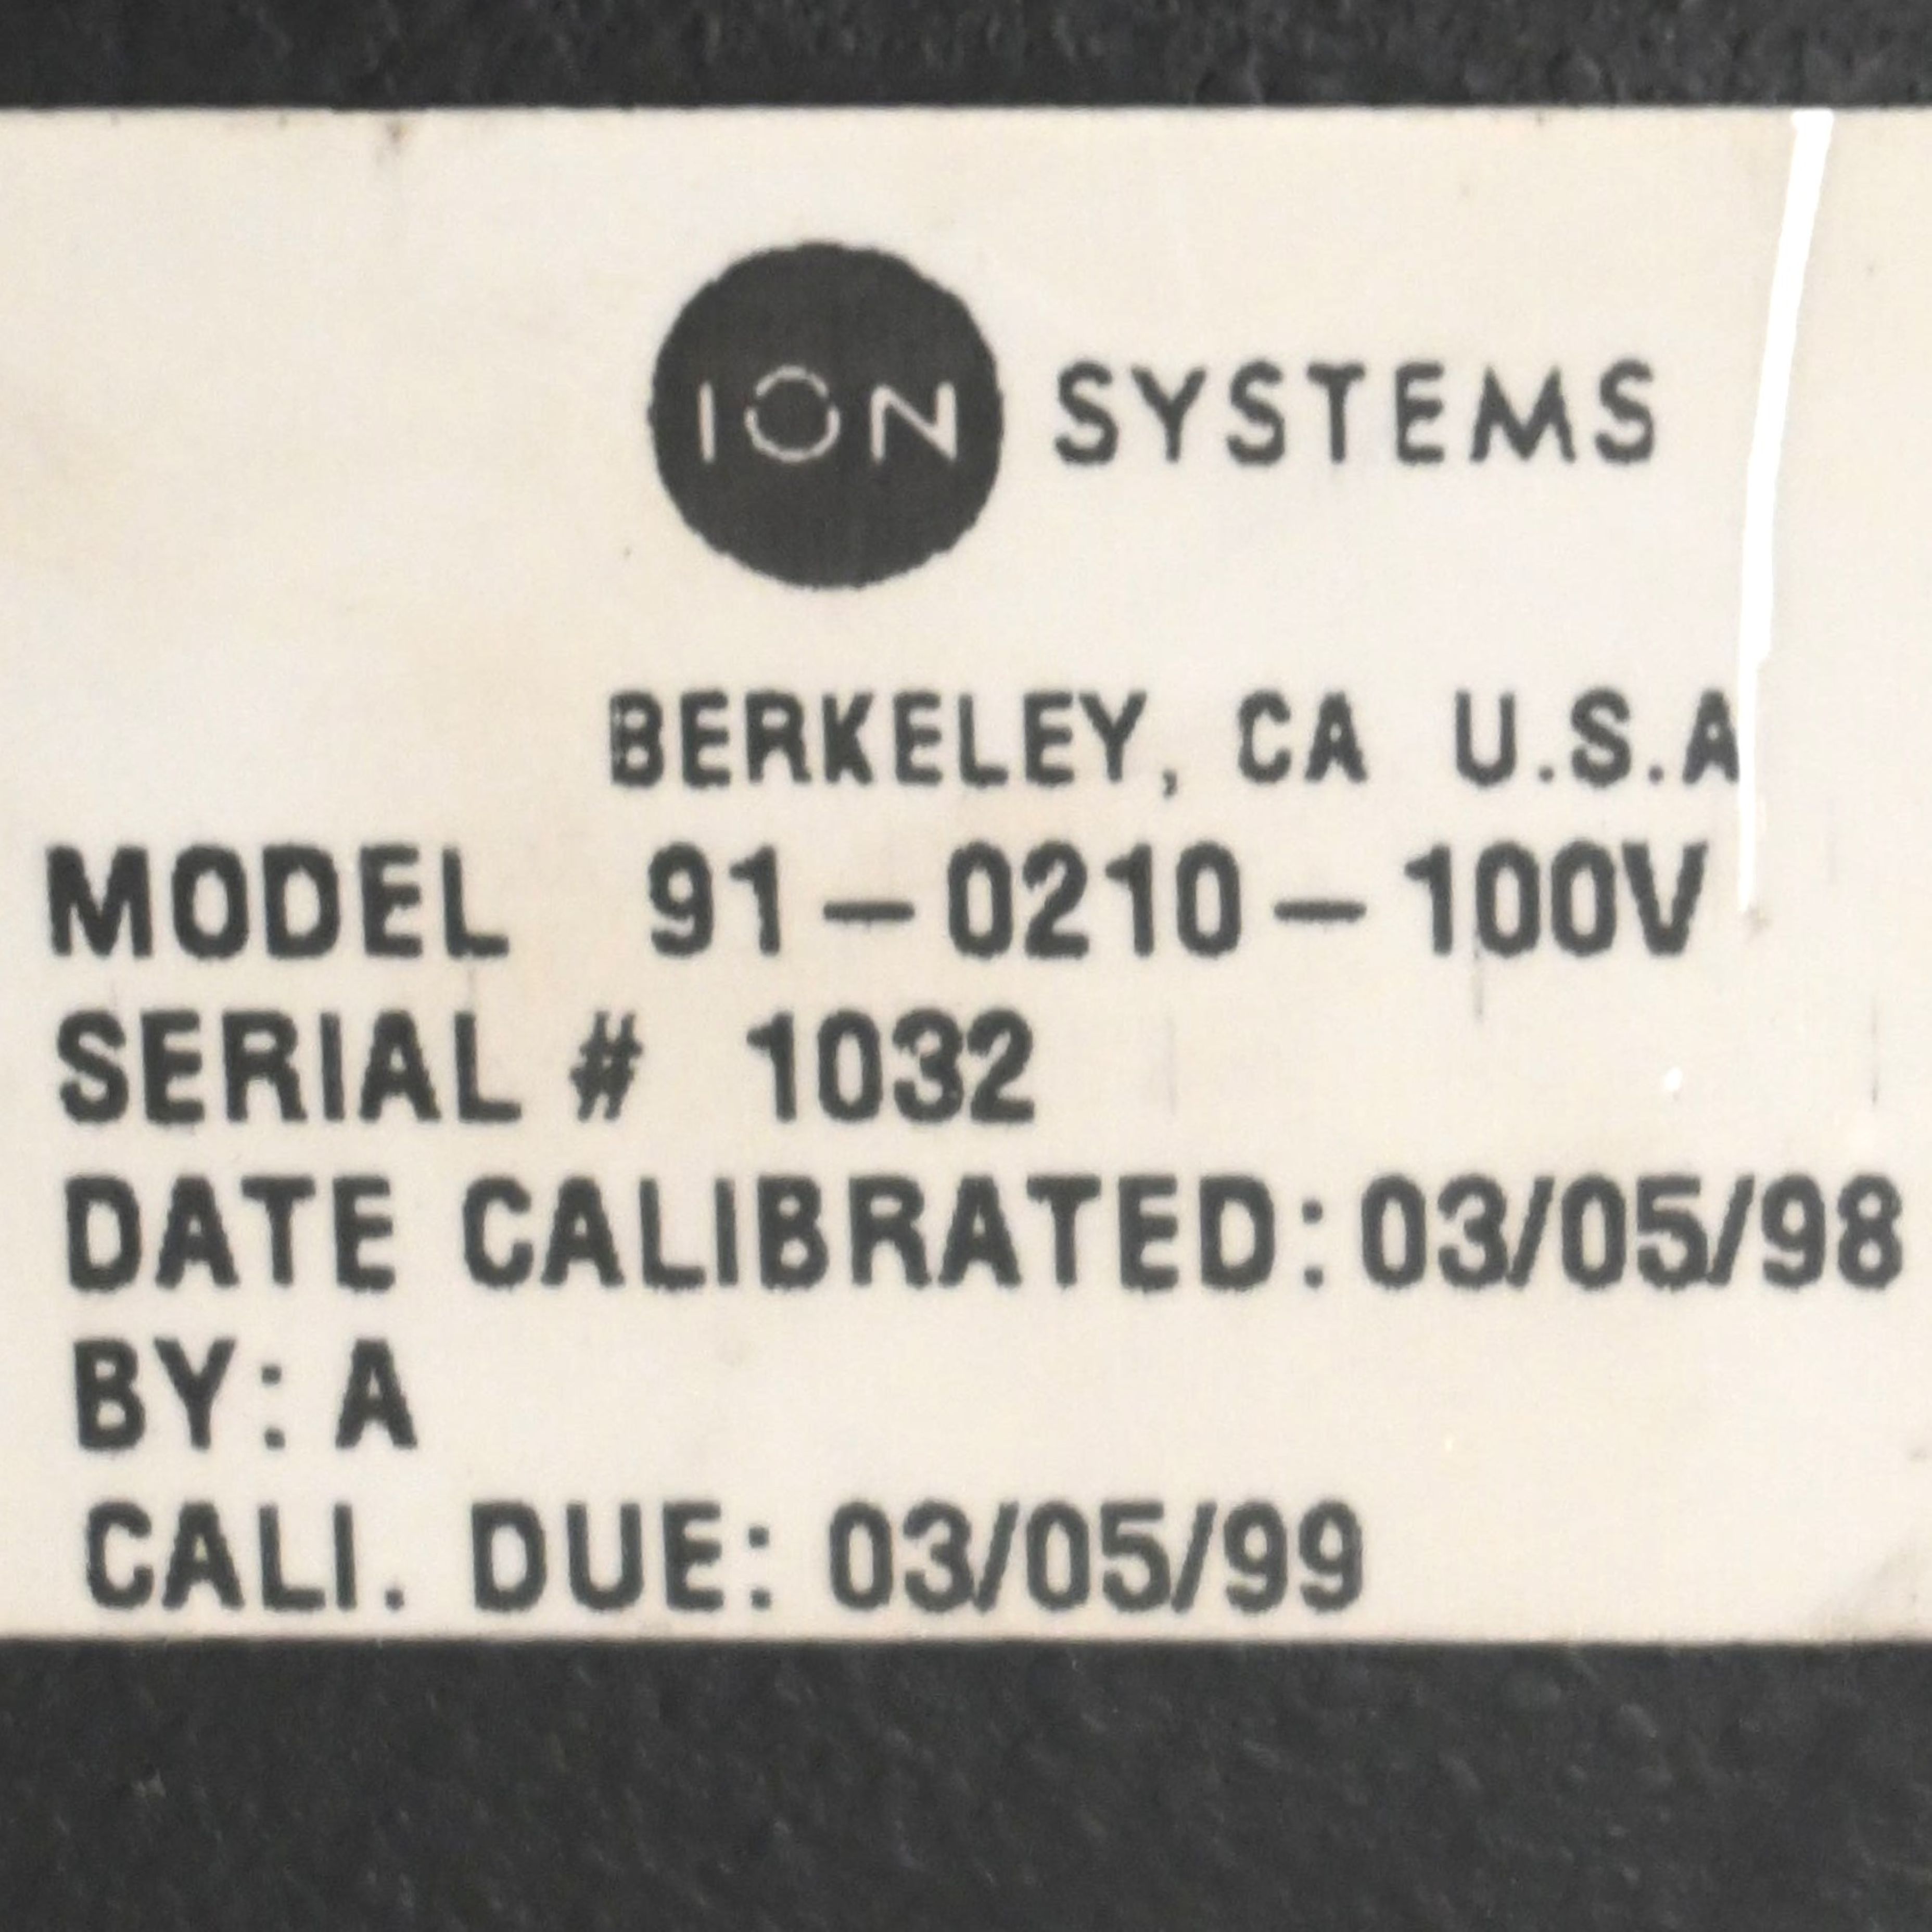 ION SYSTEMS
BERKELEY, CA U.S.A
MODEL 91-0210-100V
SERIAL # 1032
DATE CALIBRATED:03/05/98
BY: A
CALI. DUE: 03/05/99